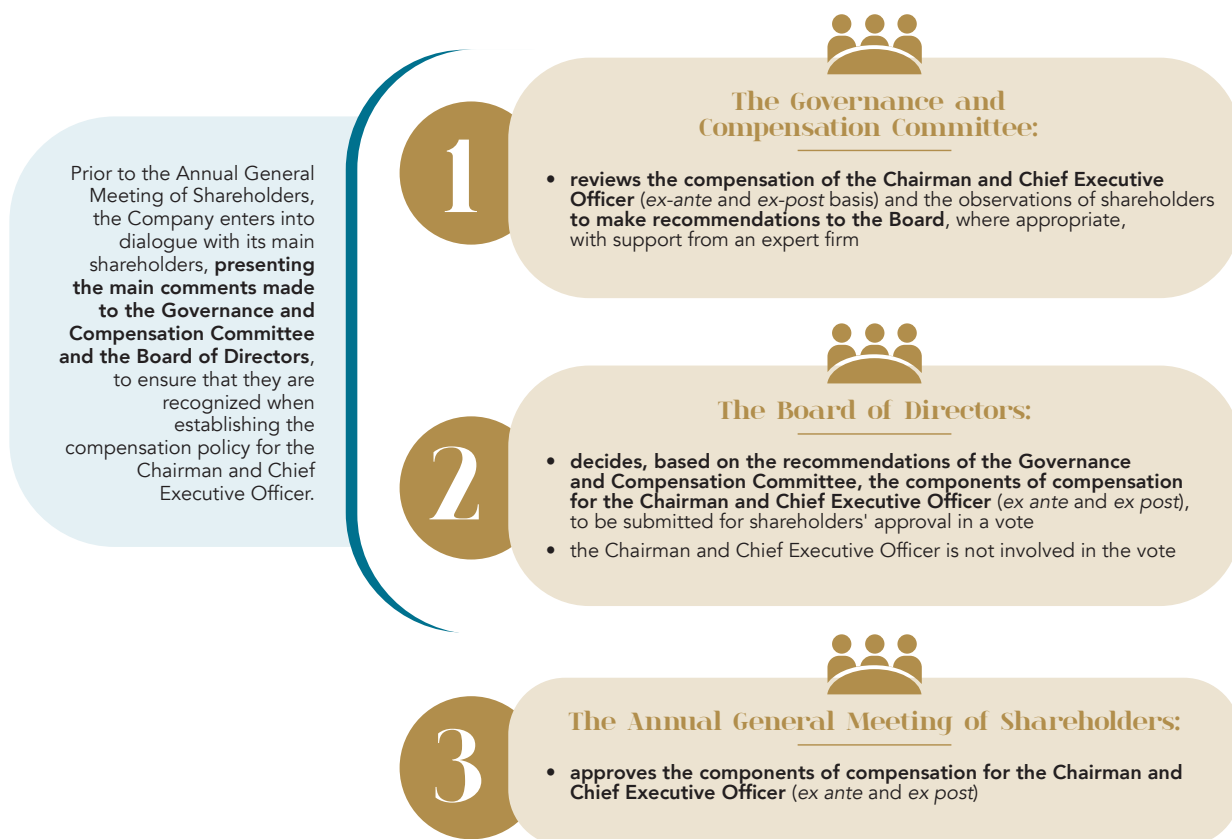 Prior to the Annual General
Meeting of Shareholders,
the Company enters into
dialogue with its main
shareholders, presenting
the main comments made
to the Governance and
Compensation Committee
and the Board of Directors,
to ensure that they are
recognized when
establishing the
compensation policy for the
Chairman and Chief
Executive Officer.
1
The Governance and
Compensation Committee:
• reviews the compensation of the Chairman and Chief Executive
Officer (ex-ante and ex-post basis) and the observations of shareholders
to make recommendations to the Board, where appropriate,
with support from an expert firm
2
The Board of Directors:
• decides, based on the recommendations of the Governance
and Compensation Committee, the components of compensation
for the Chairman and Chief Executive Officer (ex ante and ex post),
to be submitted for shareholders' approval in a vote
• the Chairman and Chief Executive Officer is not involved in the vote
3
The Annual General Meeting of Shareholders:
• approves the components of compensation for the Chairman and
Chief Executive Officer (ex ante and ex post)